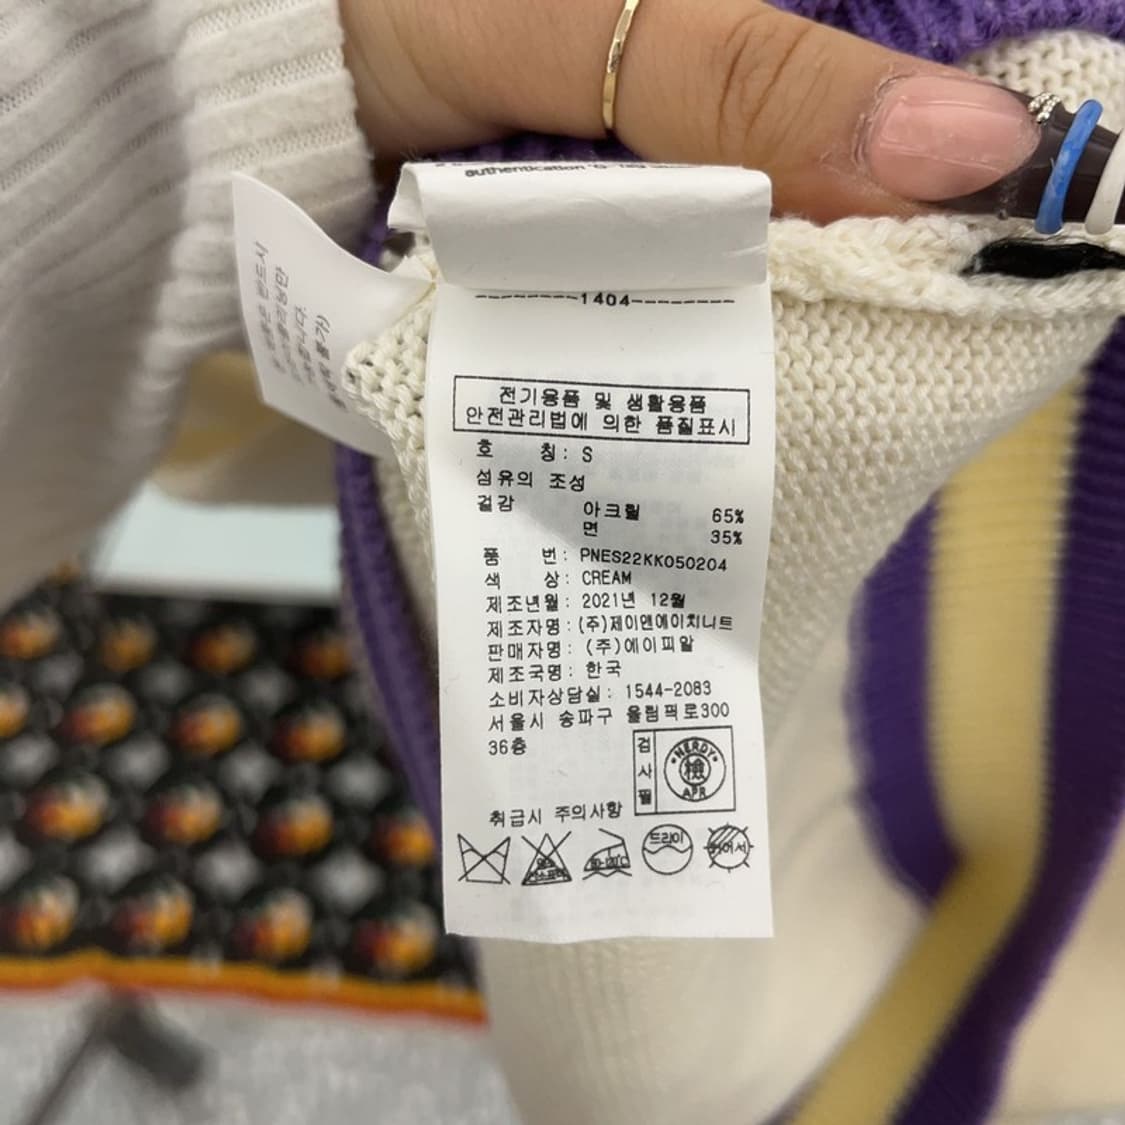 authentication
--------1404--------
전기용품 및 생활용품
안전관리법에 의한 품질표시
호 칭: S
섬유의 조성
겉감 아크릴 65%
면 35%
품 번: PNES22KK050204
색 상: CREAM
제조년월: 2021년 12월
제조자명: (주)제이앤에이치니트
판매자명: (주)에이피알
제조국명: 한국
소비자상담실: 1544-2083
서울시 송파구 올림픽로300
36층
검사필
NERDY
檢
APR
취급시 주의사항
드라이